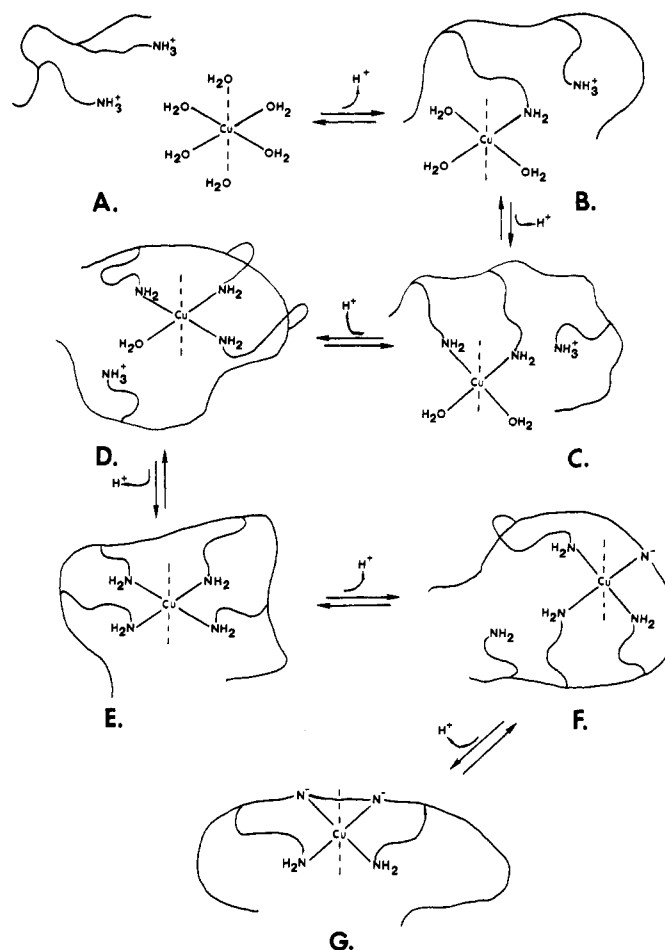 NH3+
NH3+
A.
H2O
H2O
OH2
Cu
H2O
OH2
H2O
H+
NH3+
H2O
NH2
Cu
H2O
OH2
B.
H+
NH2
NH2
Cu
H2O
NH2
NH3+
D.
H+
NH2
NH2
NH3+
Cu
H2O
OH2
C.
H+
H2N
NH2
Cu
H2N
NH2
E.
H+
H2N
N-
Cu
H2N
NH2
NH2
F.
H+
N-
N-
Cu
H2N
NH2
G.